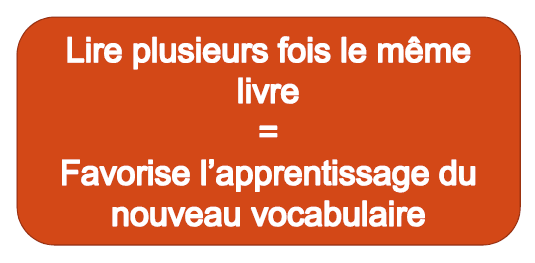 Lire plusieurs fois le même
livre
=
Favorise l’apprentissage du
nouveau vocabulaire